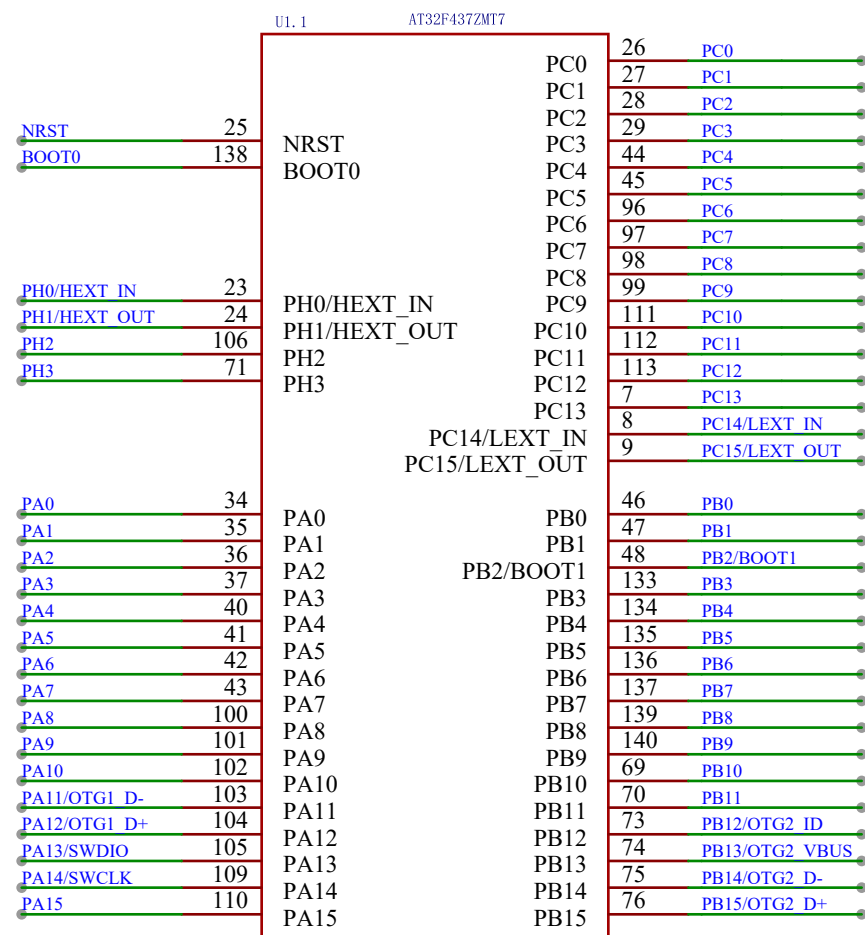 U1.1 AT32F437ZMT7
PC0 26 PC0
PC1 27 PC1
PC2 28 PC2
NRST 25 NRST PC3 29 PC3
BOOT0 138 BOOT0 PC4 44 PC4
PC5 45 PC5
PC6 96 PC6
PC7 97 PC7
PC8 98 PC8
PH0/HEXT_IN 23 PH0/HEXT_IN PC9 99 PC9
PH1/HEXT_OUT 24 PH1/HEXT_OUT PC10 111 PC10
PH2 106 PH2 PC11 112 PC11
PH3 71 PH3 PC12 113 PC12
PC13 7 PC13
PC14/LEXT_IN 8 PC14/LEXT_IN
PC15/LEXT_OUT 9 PC15/LEXT_OUT
PA0 34 PA0 PB0 46 PB0
PA1 35 PA1 PB1 47 PB1
PA2 36 PA2 PB2/BOOT1 48 PB2/BOOT1
PA3 37 PA3 PB3 133 PB3
PA4 40 PA4 PB4 134 PB4
PA5 41 PA5 PB5 135 PB5
PA6 42 PA6 PB6 136 PB6
PA7 43 PA7 PB7 137 PB7
PA8 100 PA8 PB8 139 PB8
PA9 101 PA9 PB9 140 PB9
PA10 102 PA10 PB10 69 PB10
PA11/OTG1_D- 103 PA11 PB11 70 PB11
PA12/OTG1_D+ 104 PA12 PB12 73 PB12/OTG2_ID
PA13/SWDIO 105 PA13 PB13 74 PB13/OTG2_VBUS
PA14/SWCLK 109 PA14 PB14 75 PB14/OTG2_D-
PA15 110 PA15 PB15 76 PB15/OTG2_D+